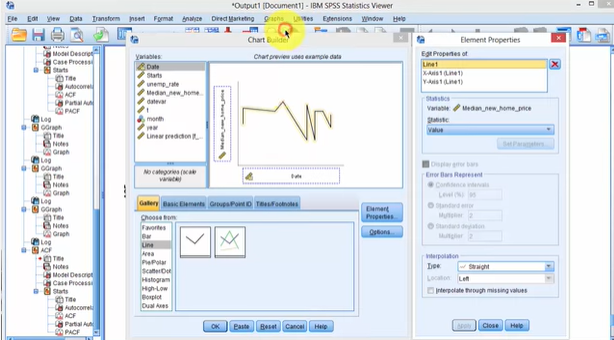 *Output1 [Document1] - IBM SPSS Statistics Viewer
File Edit View Data Transform Insert Format Analyze Direct Marketing Graphs Utilities Extensions Window Help
Chart Builder
Element Properties
Variables:
Chart preview uses example data
Date
Starts
unemp_rate
Median_new_home_
datevar
t
month
year
Linear prediction [f_
No categories (scale variable)
Median_new_home_price
Date
Gallery Basic Elements Groups/Point ID Titles/Footnotes
Choose from:
Favorites
Bar
Line
Area
Pie/Polar
Scatter/Dot
Histogram
High-Low
Boxplot
Dual Axes
Element Properties...
Options...
OK Paste Reset Cancel Help
Edit Properties of:
Line1
X-Axis1 (Line1)
Y-Axis1 (Line1)
Statistics
Variable: Median_new_home_price
Statistic:
Value
Set Parameters...
Display error bars
Error Bars Represent
Confidence intervals
Level (%): 95
Standard error
Multiplier: 2
Standard deviation
Multiplier: 2
Interpolation
Type: Straight
Location: Left
Interpolate through missing values
Apply Close Help
Model Descript
Case Processir
Starts
Title
Autocorrela
ACF
Partial Auto
PACF
Log
GGraph
Title
Notes
Graph
Log
GGraph
Title
Notes
Graph
Log
GGraph
Title
Notes
Graph
Log
ACF
Title
Notes
Model Descript
Case Processir
Starts
Title
Autocorrela
ACF
Partial Auto
PACF